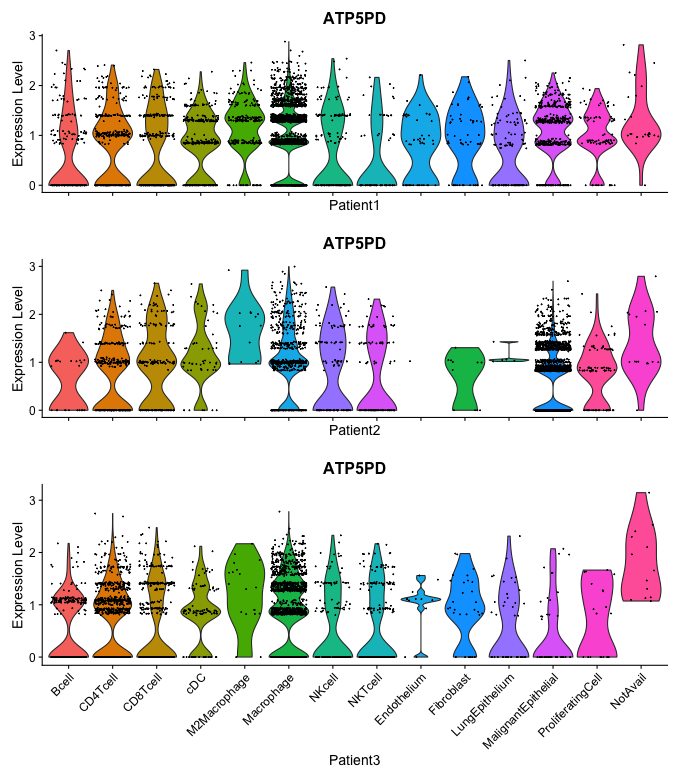 ATP5PD
Expression Level
3
2
1
0
Patient1
ATP5PD
Expression Level
3
2
1
0
Patient2
ATP5PD
Expression Level
3
2
1
0
Bcell
CD4Tcell
CD8Tcell
cDC
M2Macrophage
Macrophage
NKcell
NKTcell
Endothelium
Fibroblast
LungEpithelium
MalignantEpithelial
ProliferatingCell
NotAvail
Patient3